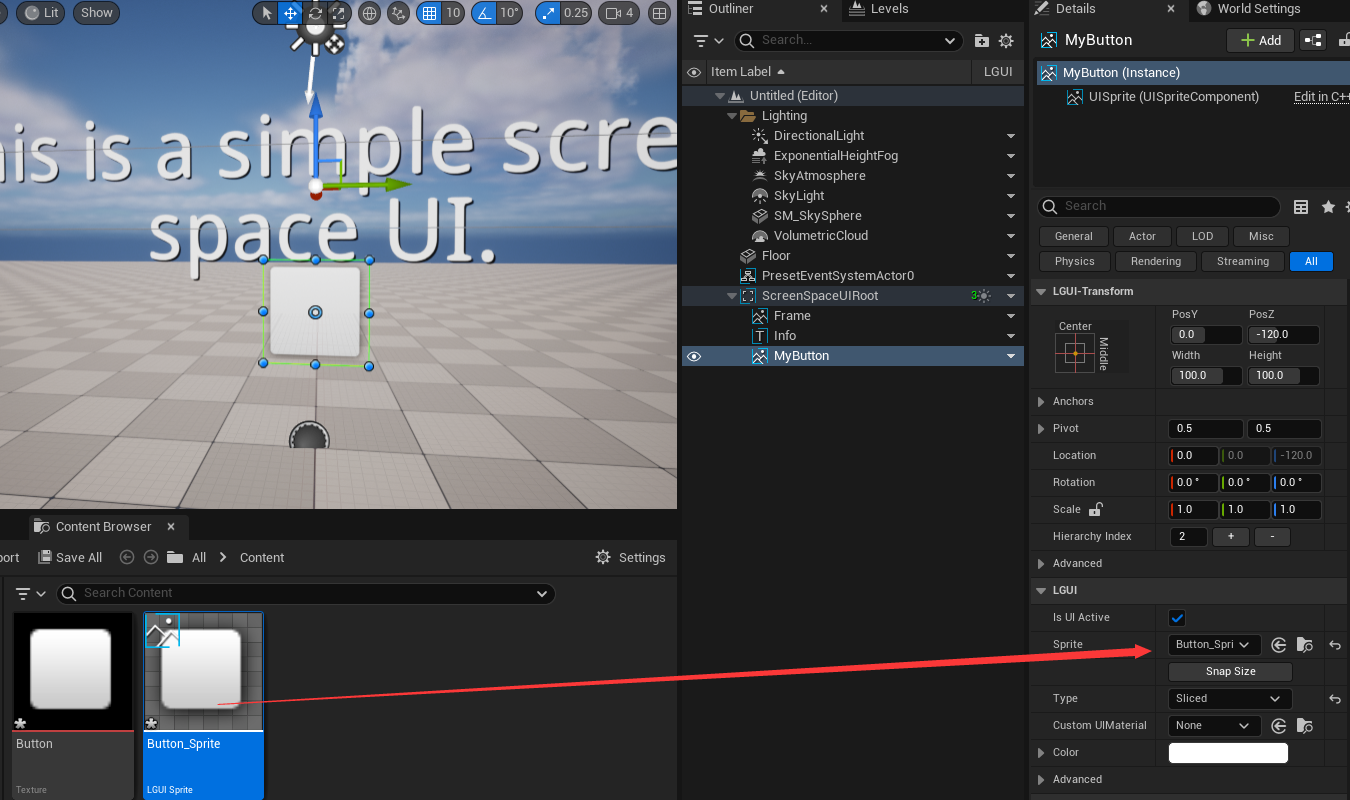 Lit
Show
10
10°
0.25
4
his is a simple scre
space UI.
Outliner
Levels
Search...
Item Label
LGUI
Untitled (Editor)
Lighting
DirectionalLight
ExponentialHeightFog
SkyAtmosphere
SkyLight
SM_SkySphere
VolumetricCloud
Floor
PresetEventSystemActor0
ScreenSpaceUIRoot
3
Frame
Info
MyButton
Details
World Settings
MyButton
Add
MyButton (Instance)
UISprite (UISpriteComponent)
Edit in C++
Search
General
Actor
LOD
Misc
Physics
Rendering
Streaming
All
LGUI-Transform
Center
Middle
PosY
PosZ
0.0
-120.0
Width
Height
100.0
100.0
Anchors
Pivot
0.5
0.5
Location
0.0
0.0
-120.0
Rotation
0.0 °
0.0 °
0.0 °
Scale
1.0
1.0
1.0
Hierarchy Index
2
+
-
Advanced
LGUI
Is UI Active
Sprite
Button_Spri
Snap Size
Type
Sliced
Custom UIMaterial
None
Color
Advanced
Content Browser
port
Save All
All
Content
Settings
Search Content
Button
Texture
Button_Sprite
LGUI Sprite